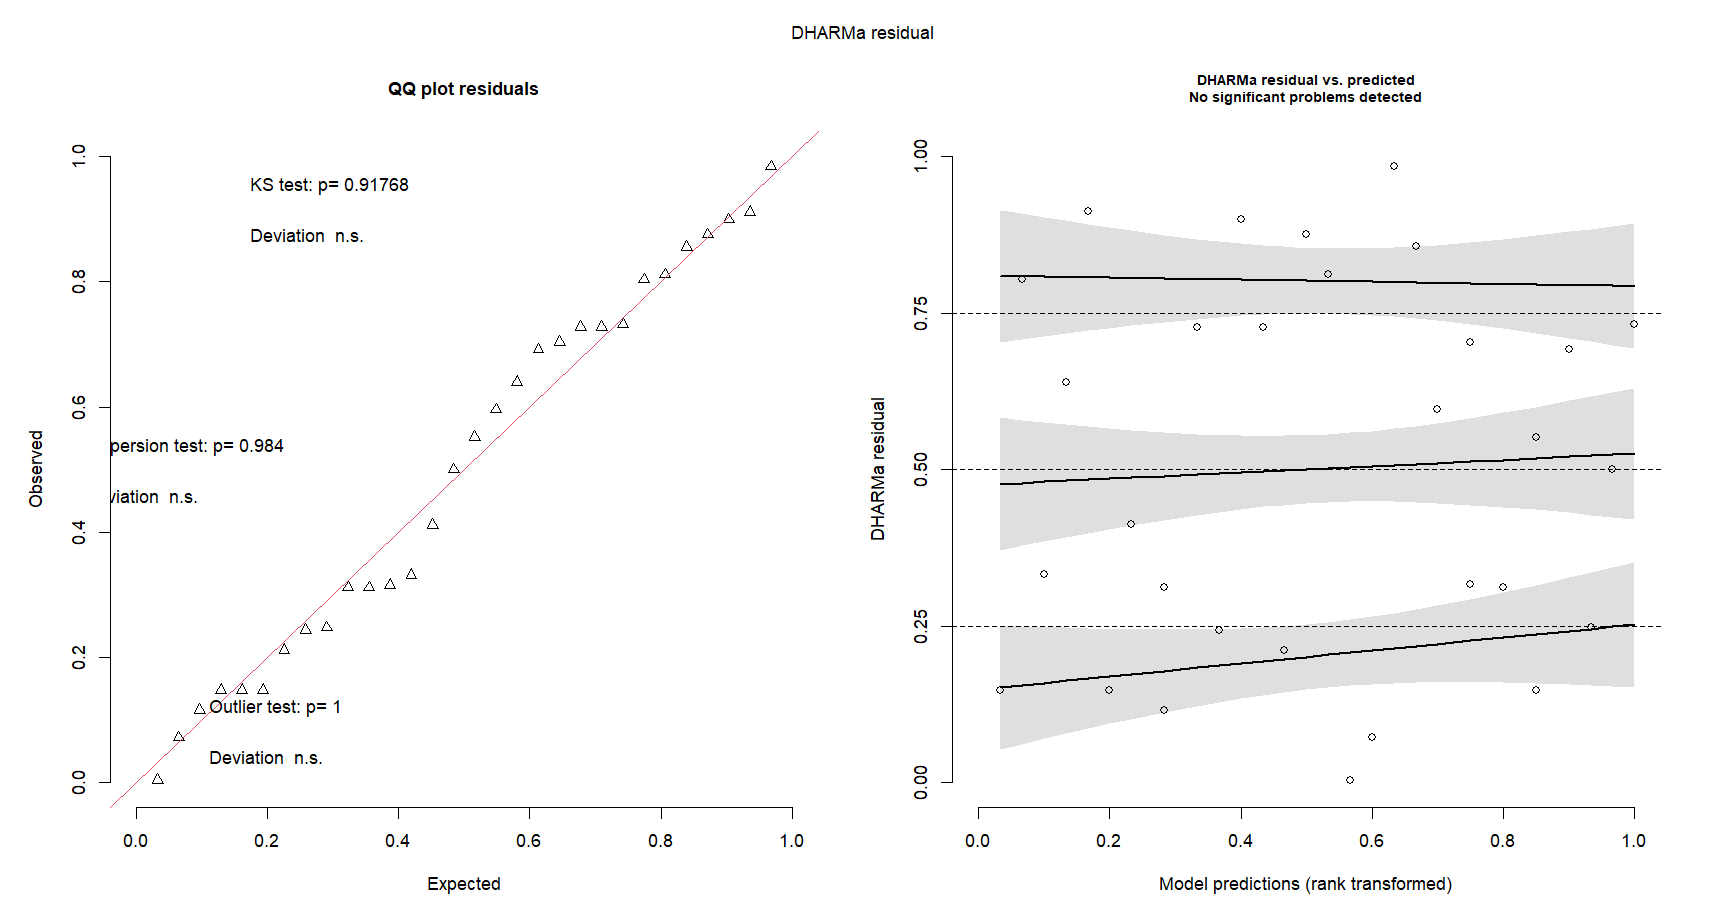 DHARMa residual
QQ plot residuals
KS test: p= 0.91768
Deviation n.s.
persion test: p= 0.984
viation n.s.
Outlier test: p= 1
Deviation n.s.
Observed
0.0 0.2 0.4 0.6 0.8 1.0
0.0 0.2 0.4 0.6 0.8 1.0
Expected
DHARMa residual vs. predicted
No significant problems detected
DHARMa residual
0.00 0.25 0.50 0.75 1.00
0.0 0.2 0.4 0.6 0.8 1.0
Model predictions (rank transformed)